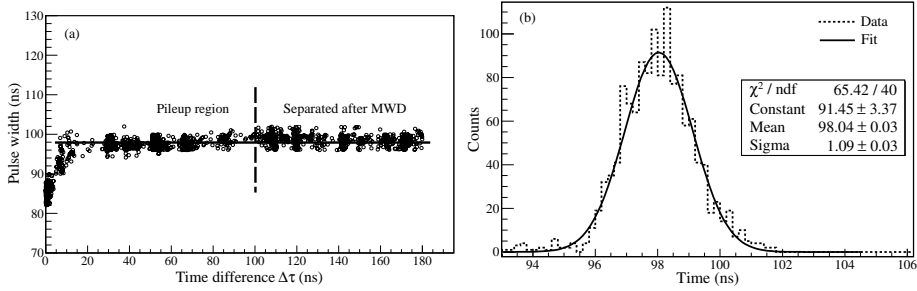 (a)
Pileup region
Separated after MWD
Pulse width (ns)
130
120
110
100
90
80
70
0
20
40
60
80
100
120
140
160
180
Time difference Δτ (ns)
(b)
Data
Fit
χ² / ndf 65.42 / 40
Constant 91.45 ± 3.37
Mean 98.04 ± 0.03
Sigma 1.09 ± 0.03
Counts
100
80
60
40
20
0
94
96
98
100
102
104
106
Time (ns)